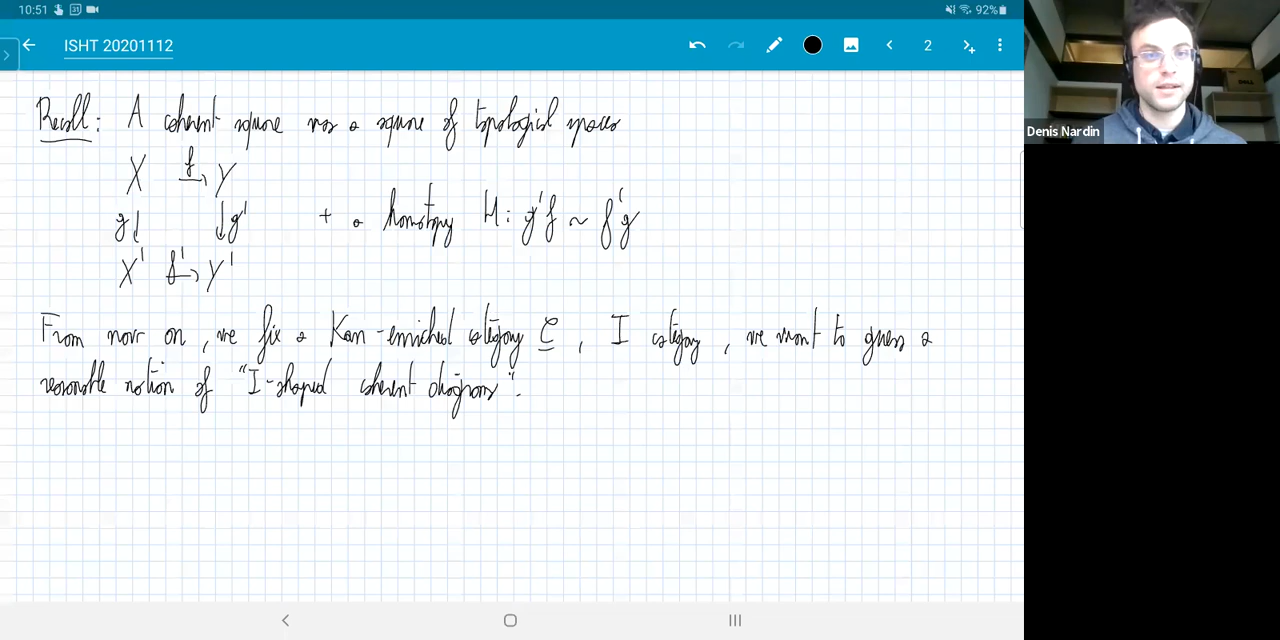 10:51 31 92%
ISHT 20201112 2
Denis Nardin
Recall: A coherent square was a square of topological spaces
X f→ Y
g↓ ↓g' + a homotopy H: g'f ~ f'g
X' f'→ Y'
From now on, we fix a Kan-enriched category C, I category, we want to guess a
reasonable notion of "I-shaped coherent diagrams".